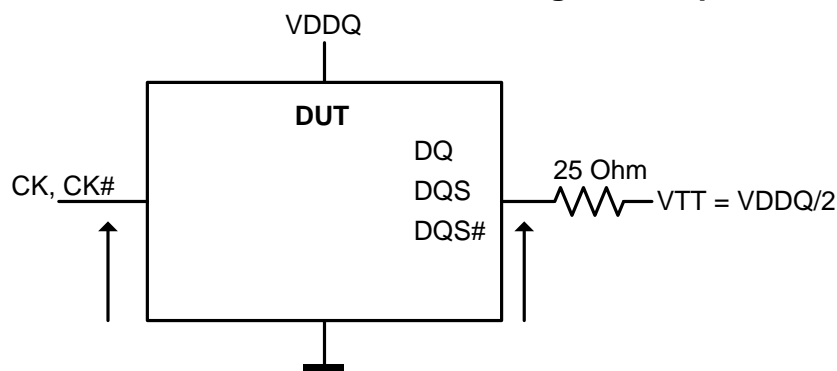 VDDQ
DUT
DQ
CK, CK#
DQS
DQS#
25 Ohm
VTT = VDDQ/2